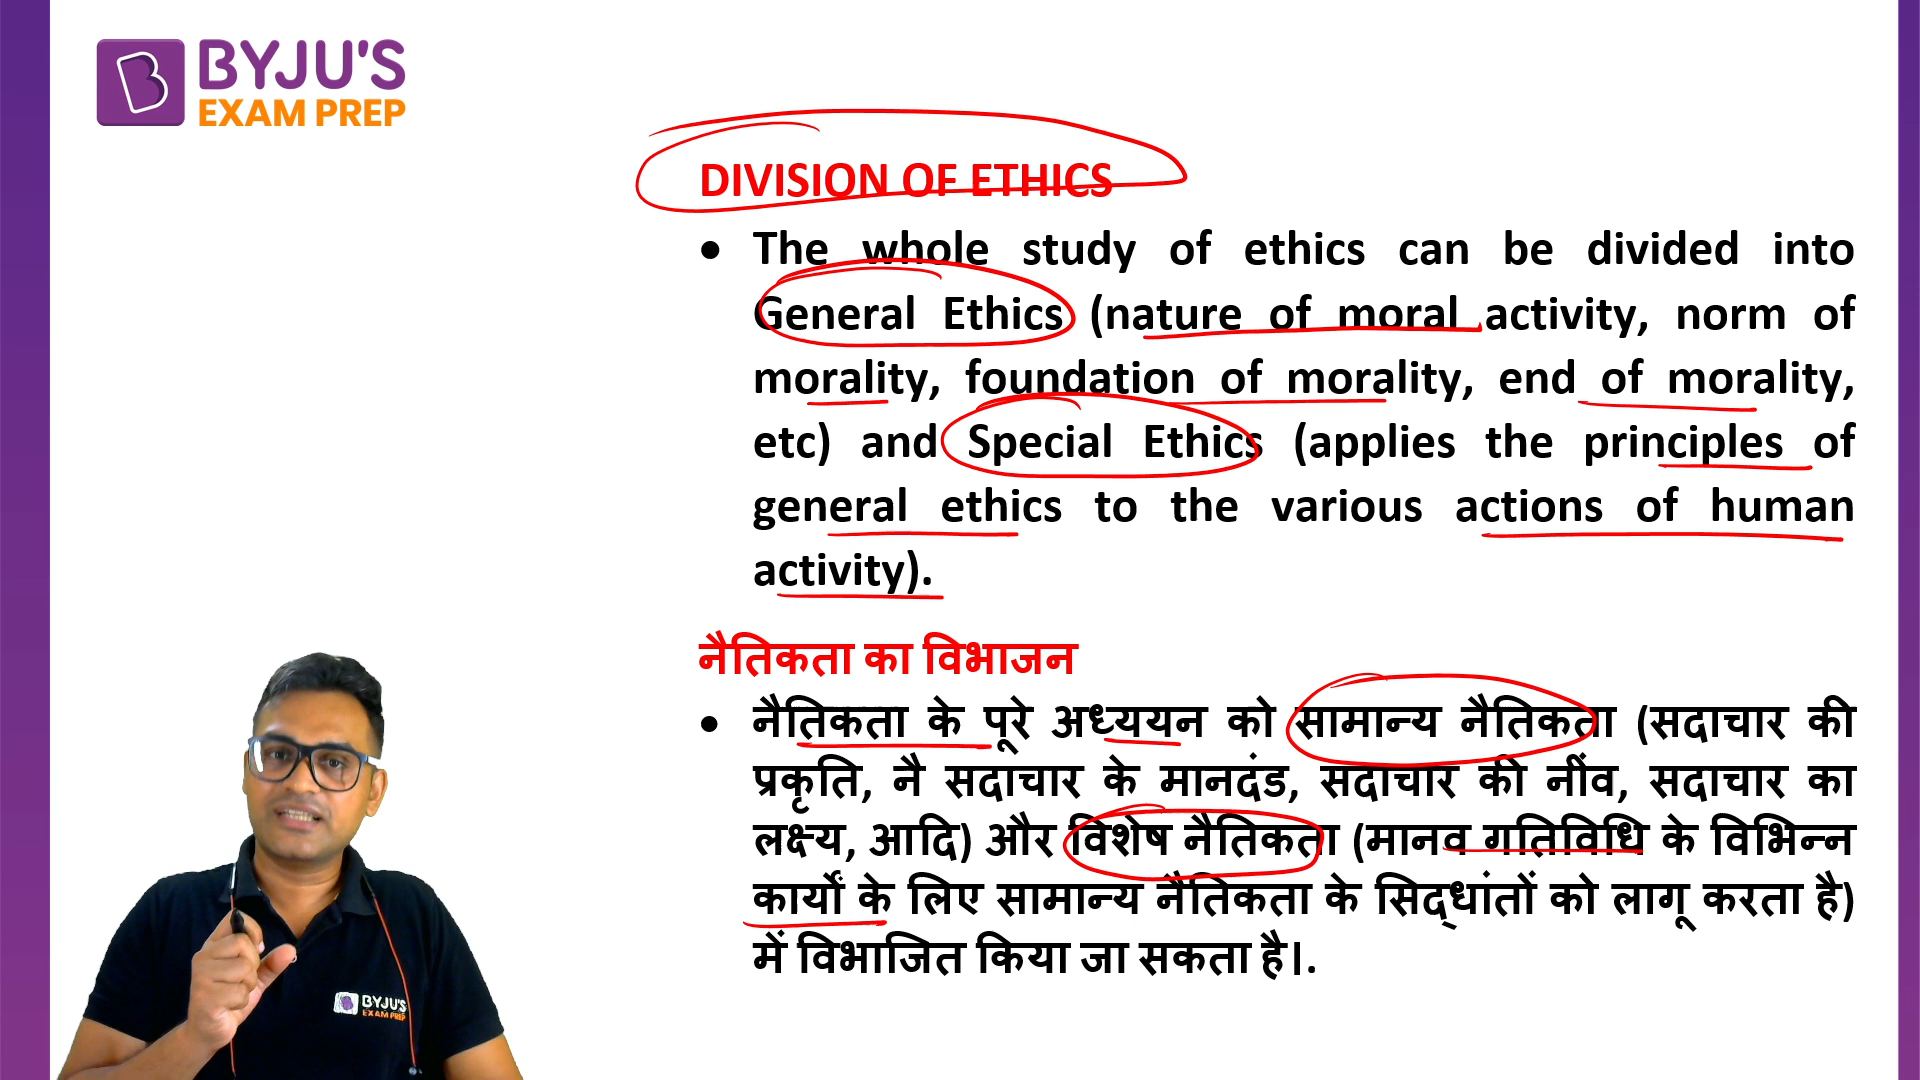 BYJU'S
EXAM PREP
DIVISION OF ETHICS
• The whole study of ethics can be divided into
General Ethics (nature of moral activity, norm of
morality, foundation of morality, end of morality,
etc) and Special Ethics (applies the principles of
general ethics to the various actions of human
activity).
नैतिकता का विभाजन
• नैतिकता के पूरे अध्ययन को सामान्य नैतिकता (सदाचार की
प्रकृति, नै सदाचार के मानदंड, सदाचार की नींव, सदाचार का
लक्ष्य, आदि) और विशेष नैतिकता (मानव गतिविधि के विभिन्न
कार्यों के लिए सामान्य नैतिकता के सिद्धांतों को लागू करता है)
में विभाजित किया जा सकता है।.
BYJU'S
EXAM PREP